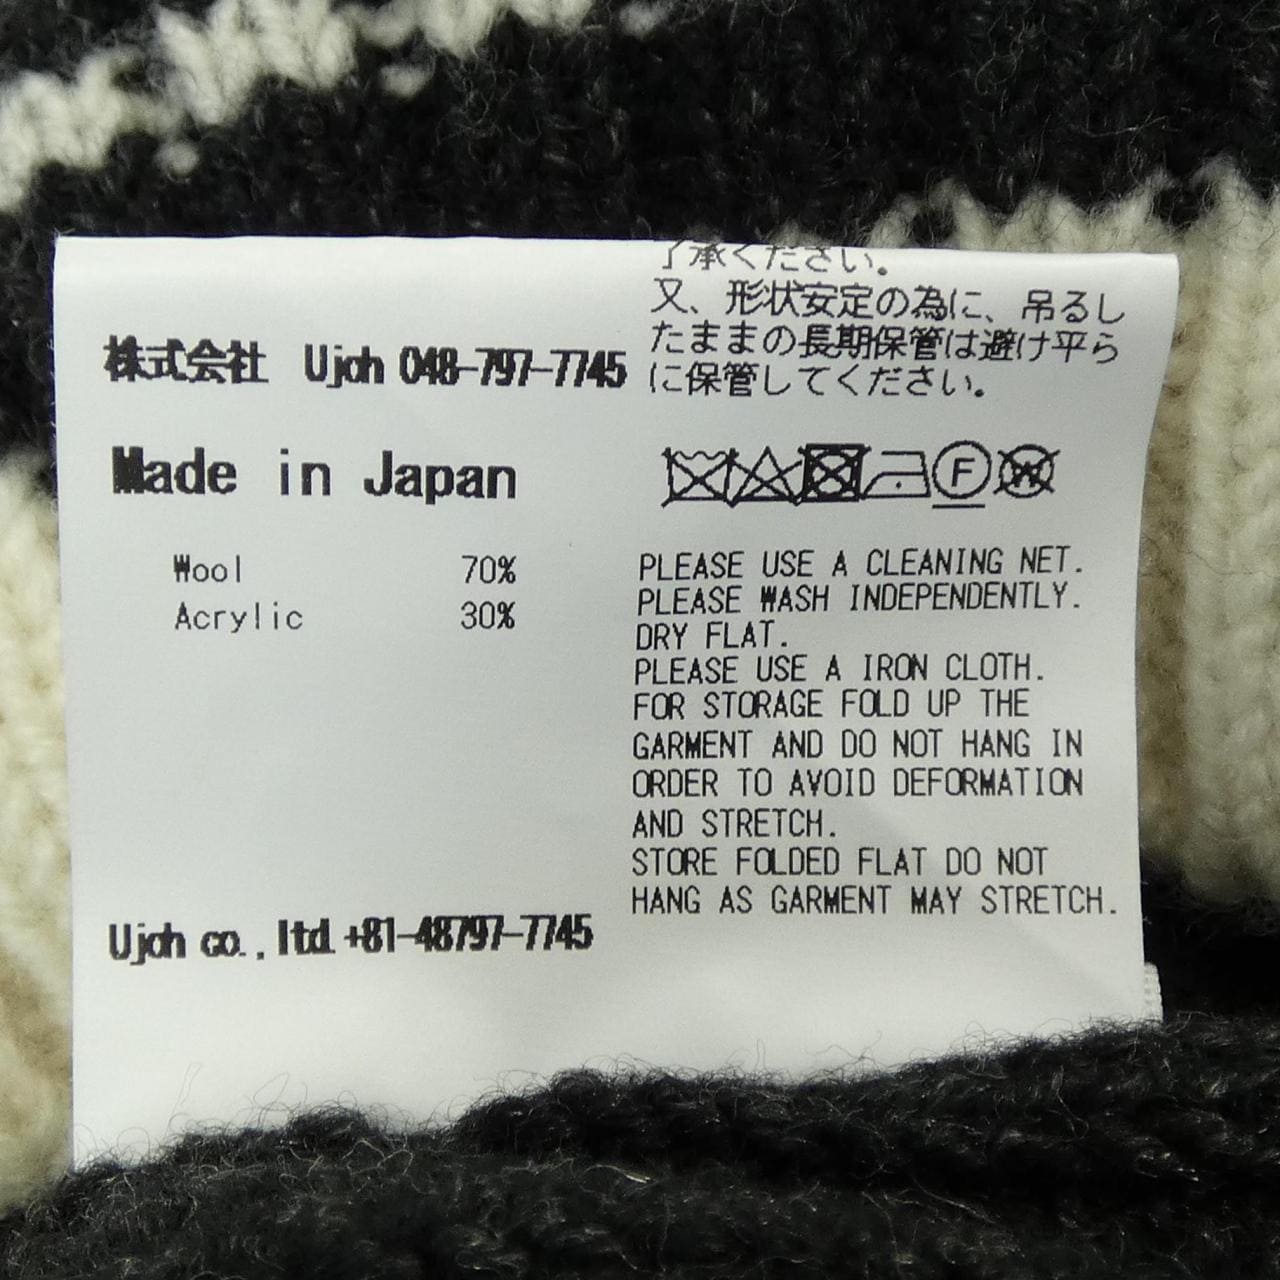 株式会社 Ujoh 048-797-7745
Made in Japan
Wool 70%
Acrylic 30%
Ujoh co.,ltd +81-48797-7745
了承ください。
又、形状安定の為に、吊るし
たままの長期保管は避け平ら
に保管してください。
F W
PLEASE USE A CLEANING NET.
PLEASE WASH INDEPENDENTLY.
DRY FLAT.
PLEASE USE A IRON CLOTH.
FOR STORAGE FOLD UP THE
GARMENT AND DO NOT HANG IN
ORDER TO AVOID DEFORMATION
AND STRETCH.
STORE FOLDED FLAT DO NOT
HANG AS GARMENT MAY STRETCH.